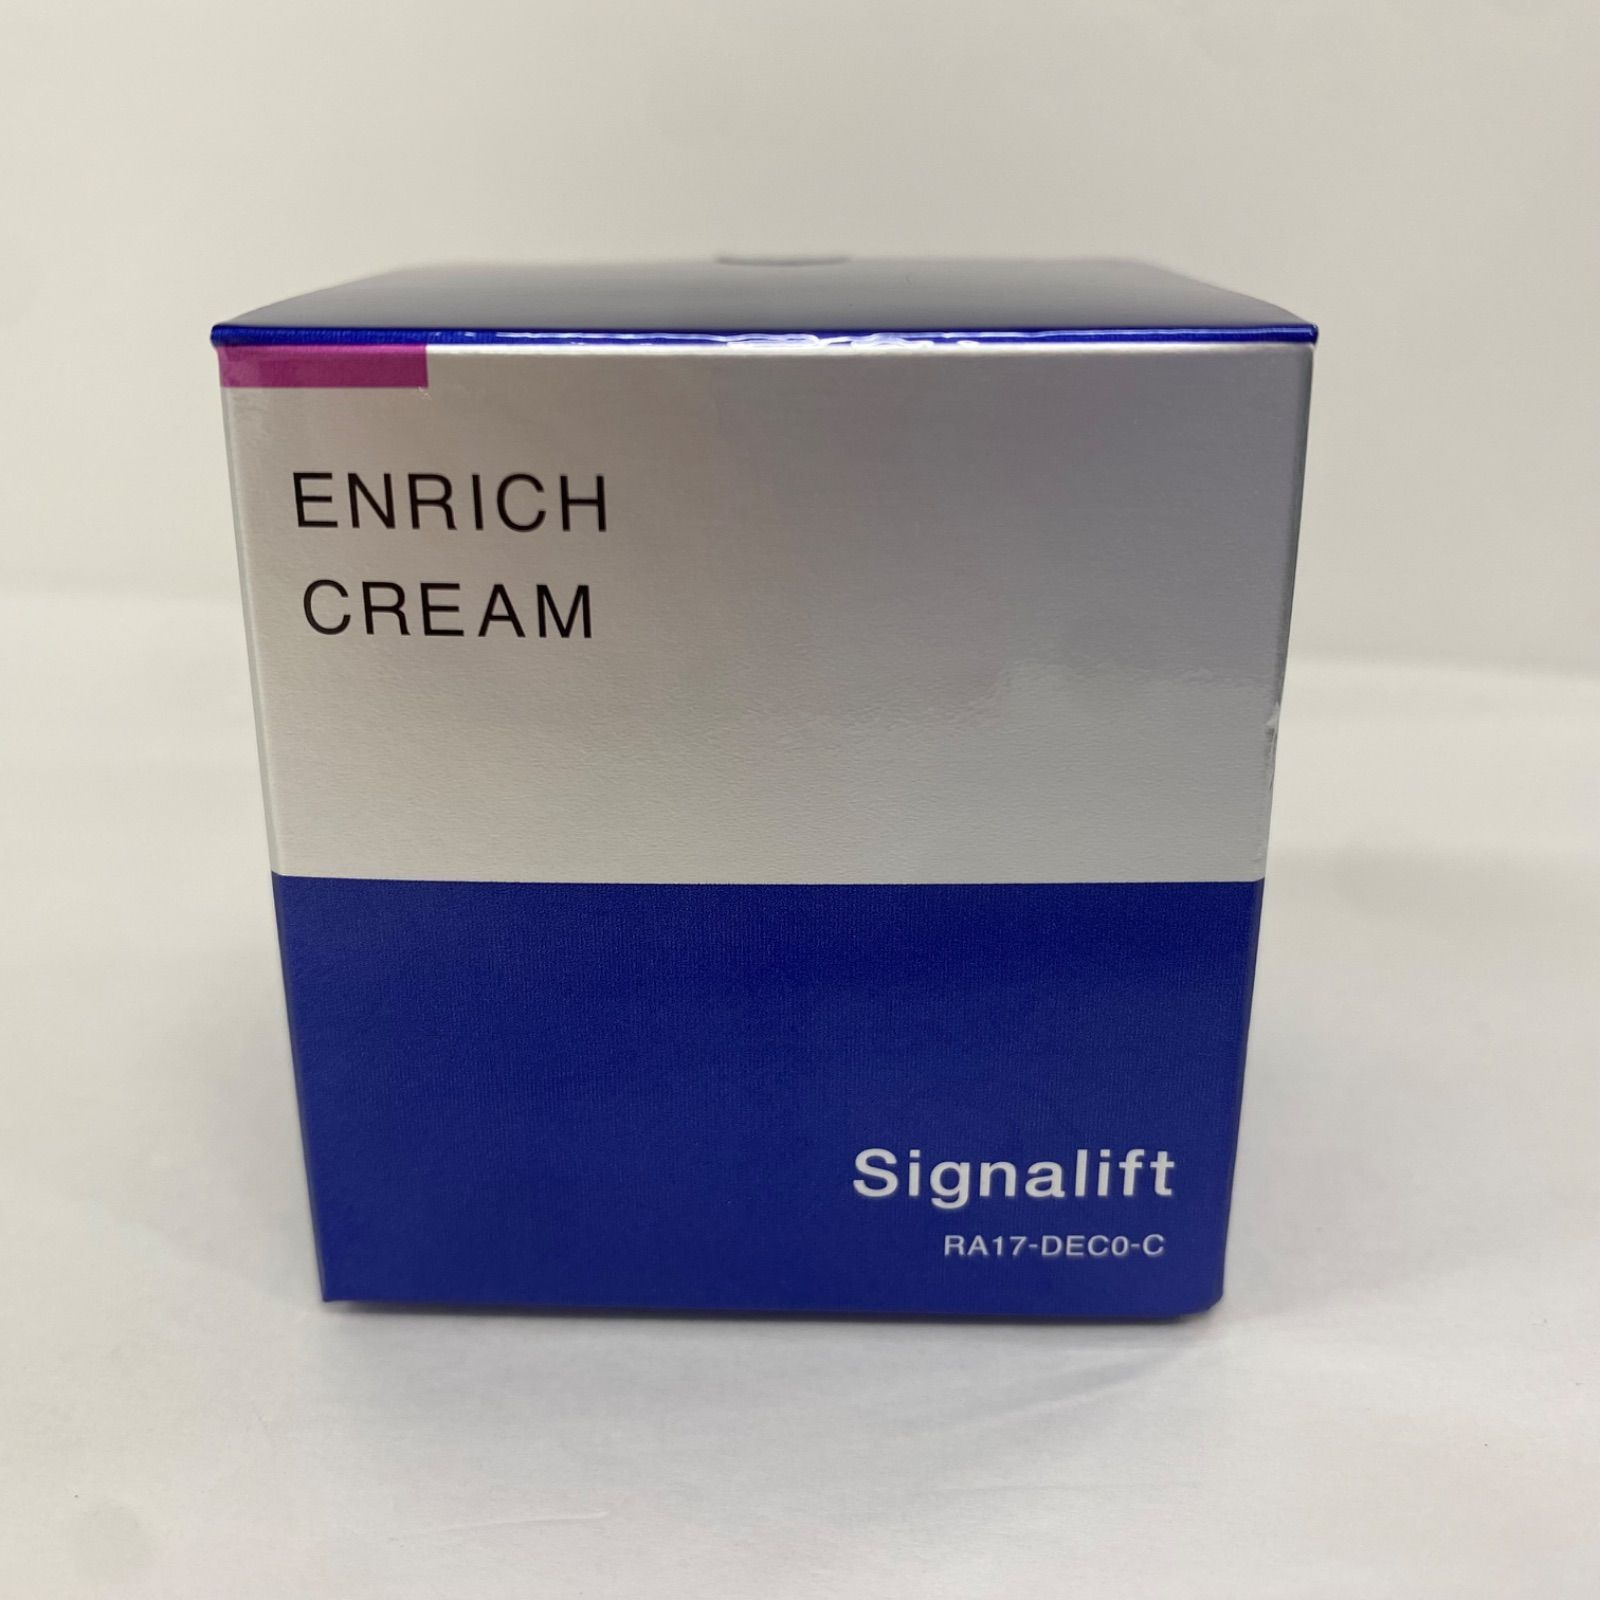 ENRICH
CREAM
Signalift
RA17-DEC0-C